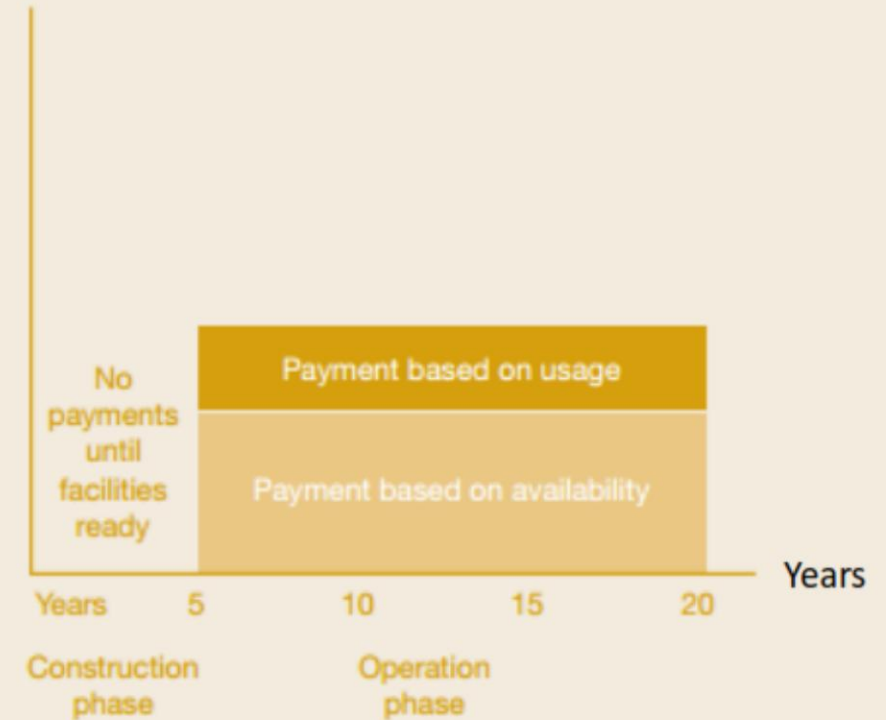 Payment based on usage
No
payments
until
facilities
ready
Payment based on availability
Years
Years 5 10 15 20
Construction
phase
Operation
phase